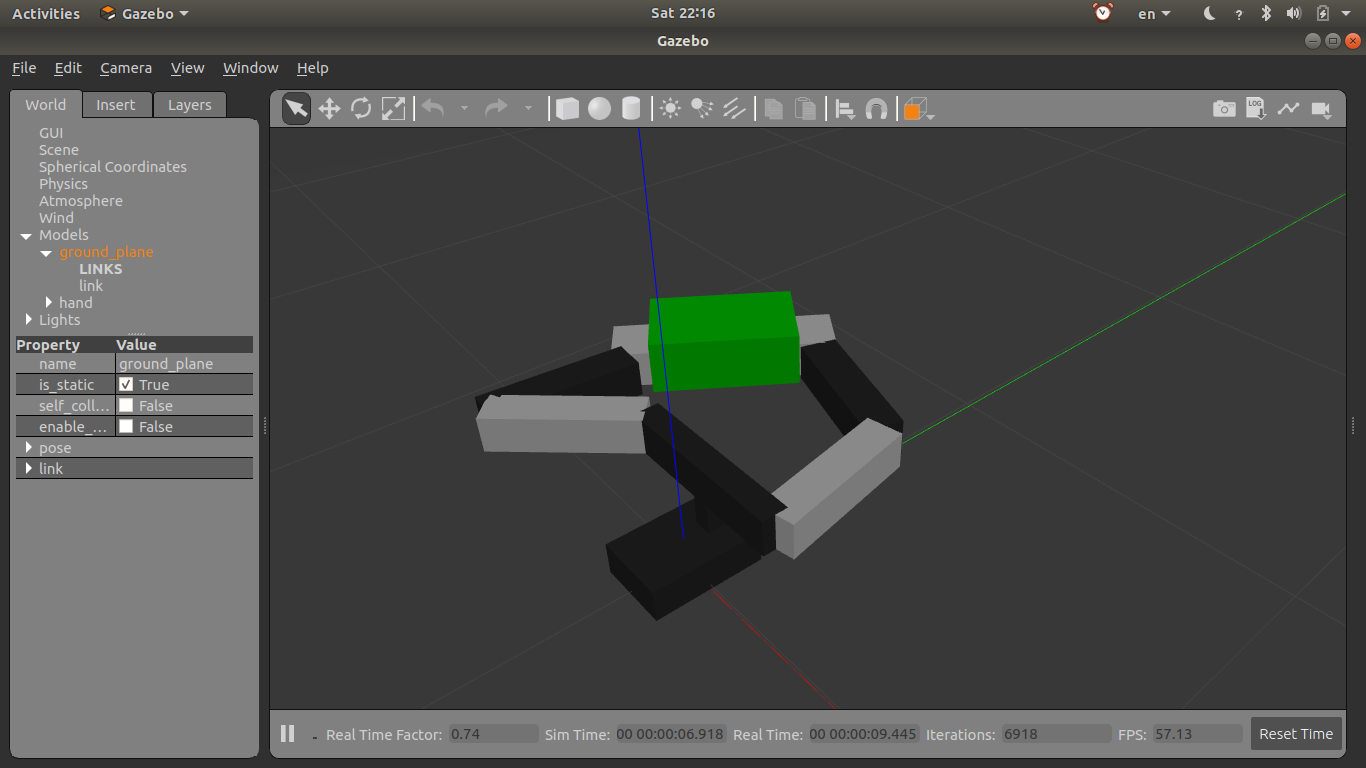 Activities Gazebo Sat 22:16 en ?
Gazebo
File Edit Camera View Window Help
World Insert Layers
LOG
GUI
Scene
Spherical Coordinates
Physics
Atmosphere
Wind
Models
ground_plane
LINKS
link
hand
Lights
Property Value
name ground_plane
is_static True
self_coll... False
enable_... False
pose
link
Real Time Factor: 0.74 Sim Time: 00 00:00:06.918 Real Time: 00 00:00:09.445 Iterations: 6918 FPS: 57.13 Reset Time